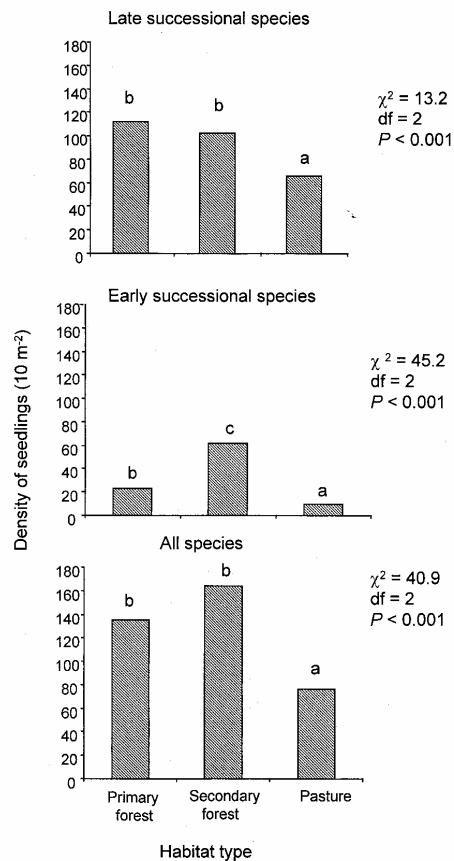 Late successional species
180
160
140
120
100
80
60
40
20
0
b
b
a
χ² = 13.2
df = 2
P < 0.001
Early successional species
180
160
140
120
100
80
60
40
20
0
b
c
a
χ ² = 45.2
df = 2
P < 0.001
Density of seedlings (10 m⁻²)
All species
180
160
140
120
100
80
60
40
20
0
b
b
a
χ² = 40.9
df = 2
P < 0.001
Primary forest
Secondary forest
Pasture
Habitat type